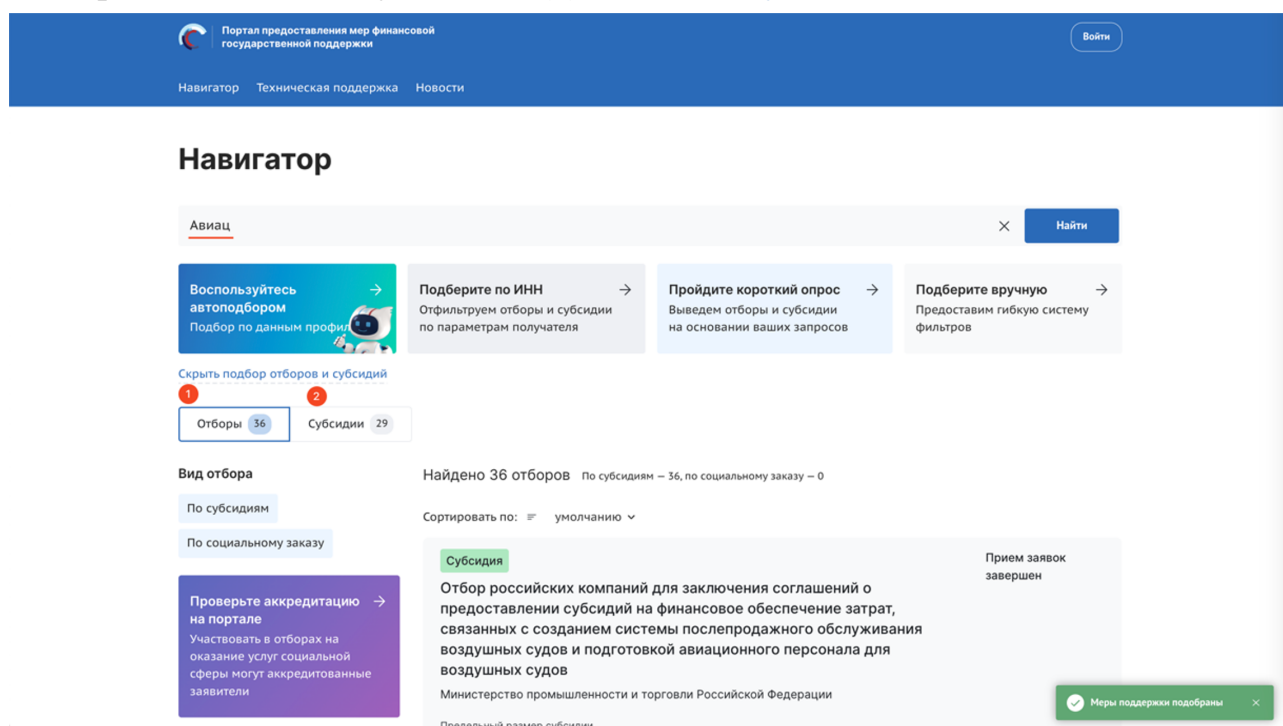 Портал предоставления мер финансовой
государственной поддержки
Войти
Навигатор Техническая поддержка Новости
Навигатор
Авиац
Найти
Воспользуйтесь
автоподбором
Подбор по данным профил
Подберите по ИНН
Отфильтруем отборы и субсидии
по параметрам получателя
Пройдите короткий опрос
Выведем отборы и субсидии
на основании ваших запросов
Подберите вручную
Предоставим гибкую систему
фильтров
Скрыть подбор отборов и субсидий
1 2
Отборы 36 Субсидии 29
Вид отбора
По субсидиям
По социальному заказу
Проверьте аккредитацию
на портале
Участвовать в отборах на
оказание услуг социальной
сферы могут аккредитованные
заявители
Найдено 36 отборов По субсидиям — 36, по социальному заказу — 0
Сортировать по: умолчанию
Субсидия
Прием заявок
завершен
Отбор российских компаний для заключения соглашений о
предоставлении субсидий на финансовое обеспечение затрат,
связанных с созданием системы послепродажного обслуживания
воздушных судов и подготовкой авиационного персонала для
воздушных судов
Министерство промышленности и торговли Российской Федерации
Предельный размер субсидии
Меры поддержки подобраны